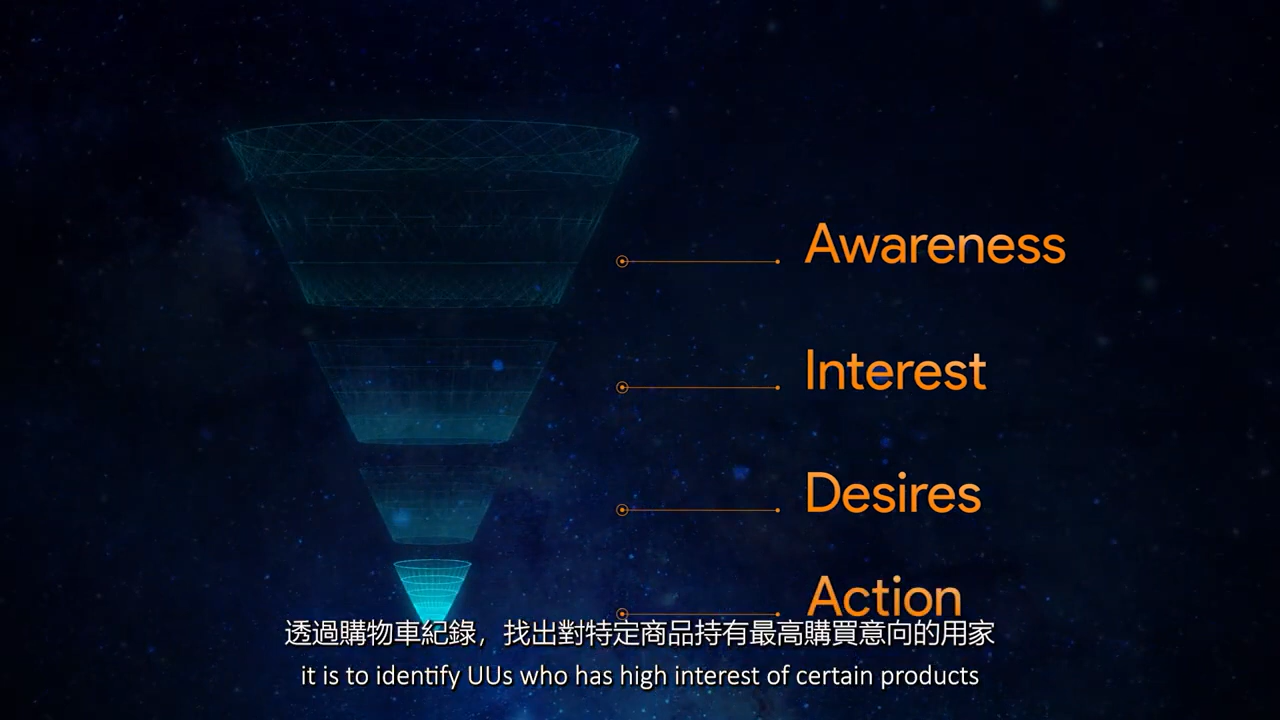 Awareness
Interest
Desires
Action
透過購物車紀錄，找出對特定商品持有最高購買意向的用家
it is to identify UUs who has high interest of certain products